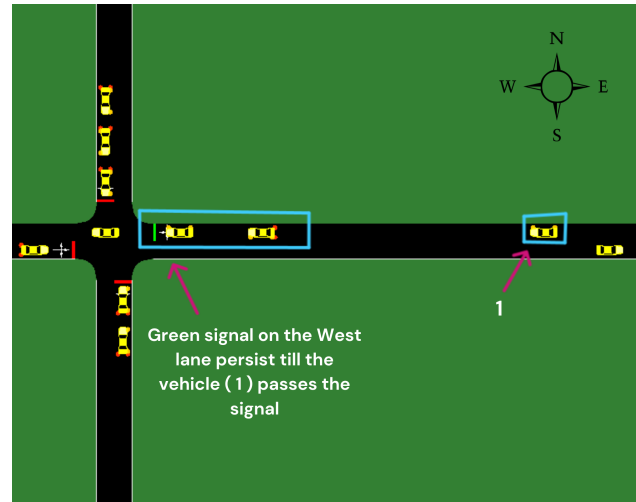 N
W
E
S
1
Green signal on the West
lane persist till the
vehicle ( 1 ) passes the
signal